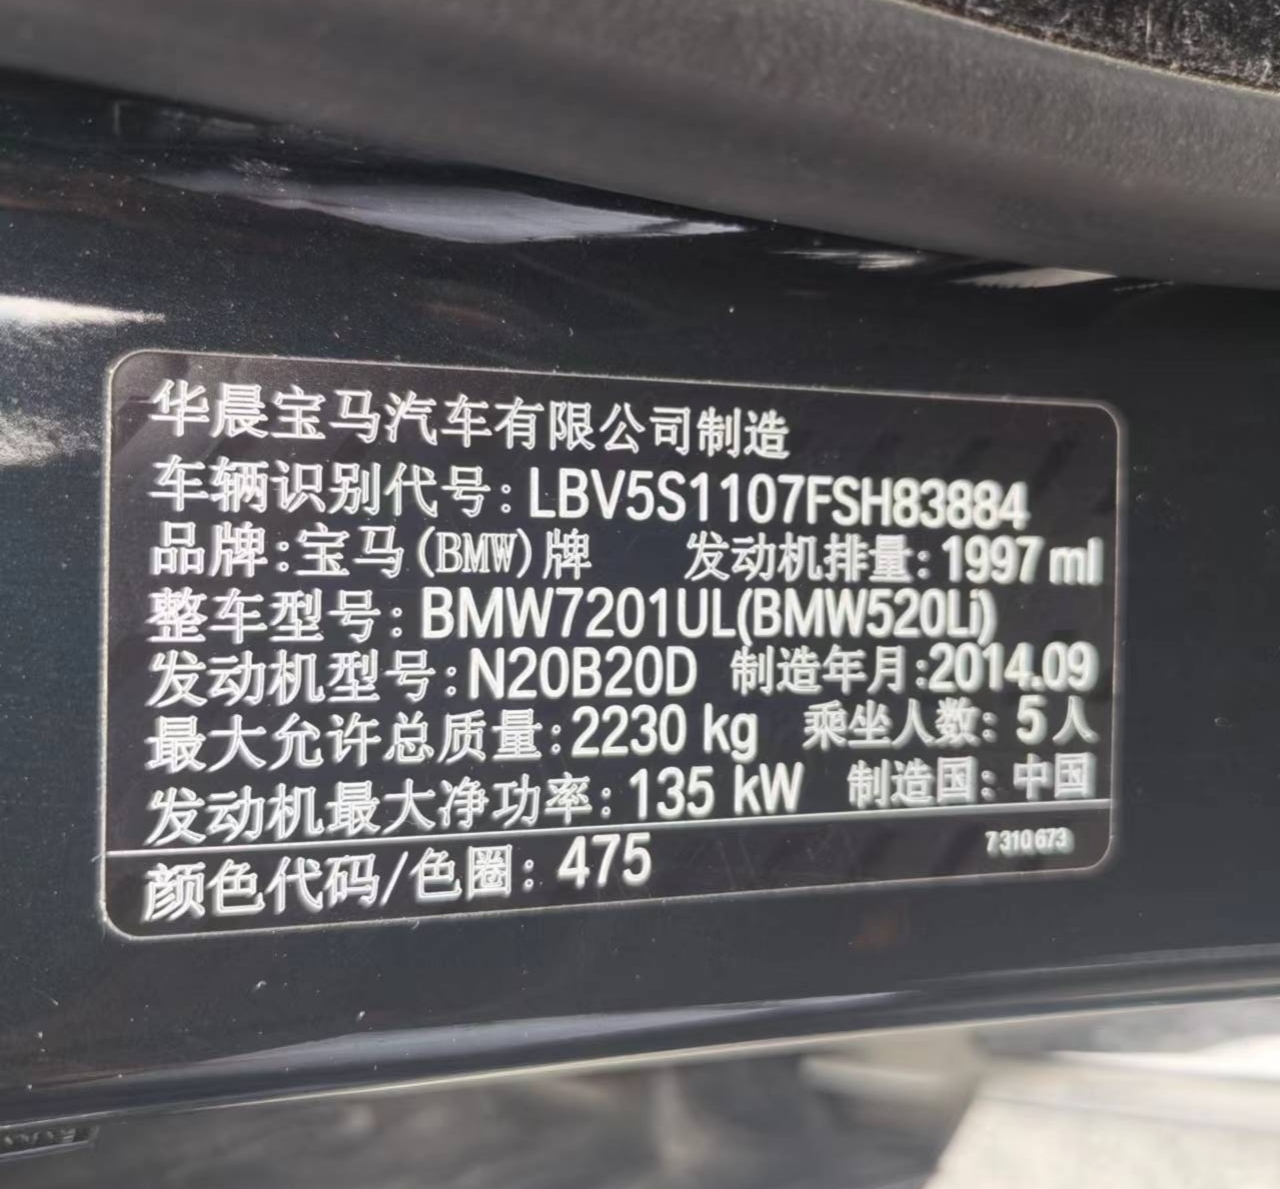 华晨宝马汽车有限公司制造
车辆识别代号:LBV5S1107FSH83884
品牌:宝马(BMW)牌 发动机排量:1997 ml
整车型号:BMW7201UL(BMW520Li)
发动机型号:N20B20D 制造年月:2014.09
最大允许总质量:2230 kg 乘坐人数:5人
发动机最大净功率:135 kW 制造国:中国
颜色代码/色圈:475 7310673